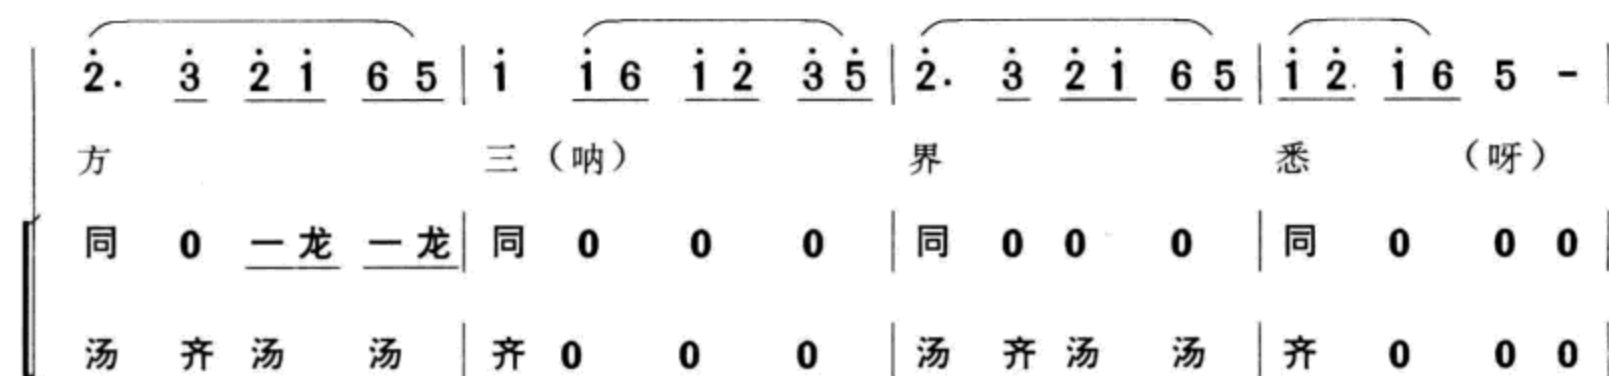 2̇. 3̇ 2̇ 1̇ 6 5 | 1̇ 1̇ 6 1̇ 2̇ 3̇ 5̇ | 2̇. 3̇ 2̇ 1̇ 6 5 | 1̇ 2̇. 1̇ 6 5 - |
方 三（呐） 界 悉 （呀）
同 0 一龙 一龙 | 同 0 0 0 | 同 0 0 0 | 同 0 0 0 |
汤 齐 汤 汤 | 齐 0 0 0 | 汤 齐 汤 汤 | 齐 0 0 0 |